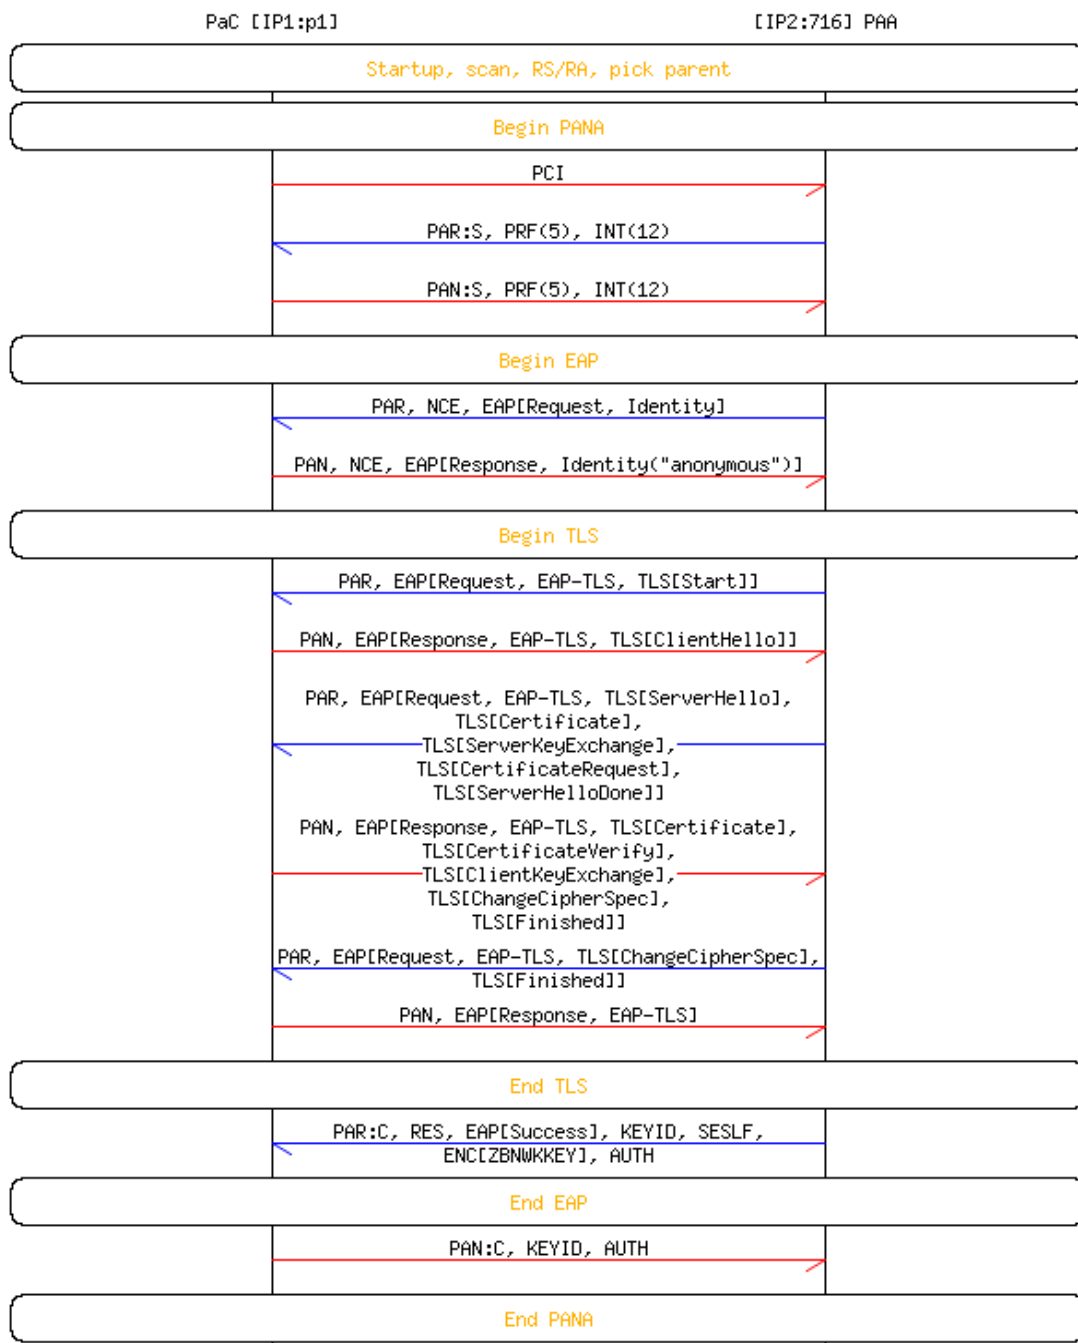 PaC [IP1:p1] [IP2:716] PAA
Startup, scan, RS/RA, pick parent
Begin PANA
PCI
PAR:S, PRF(5), INT(12)
PAN:S, PRF(5), INT(12)
Begin EAP
PAR, NCE, EAP[Request, Identity]
PAN, NCE, EAP[Response, Identity("anonymous")]
Begin TLS
PAR, EAP[Request, EAP-TLS, TLS[Start]]
PAN, EAP[Response, EAP-TLS, TLS[ClientHello]]
PAR, EAP[Request, EAP-TLS, TLS[ServerHello],
TLS[Certificate],
TLS[ServerKeyExchange],
TLS[CertificateRequest],
TLS[ServerHelloDone]]
PAN, EAP[Response, EAP-TLS, TLS[Certificate],
TLS[CertificateVerify],
TLS[ClientKeyExchange],
TLS[ChangeCipherSpec],
TLS[Finished]]
PAR, EAP[Request, EAP-TLS, TLS[ChangeCipherSpec],
TLS[Finished]]
PAN, EAP[Response, EAP-TLS]
End TLS
PAR:C, RES, EAP[Success], KEYID, SESLF,
ENC[ZBNWKKEY], AUTH
End EAP
PAN:C, KEYID, AUTH
End PANA